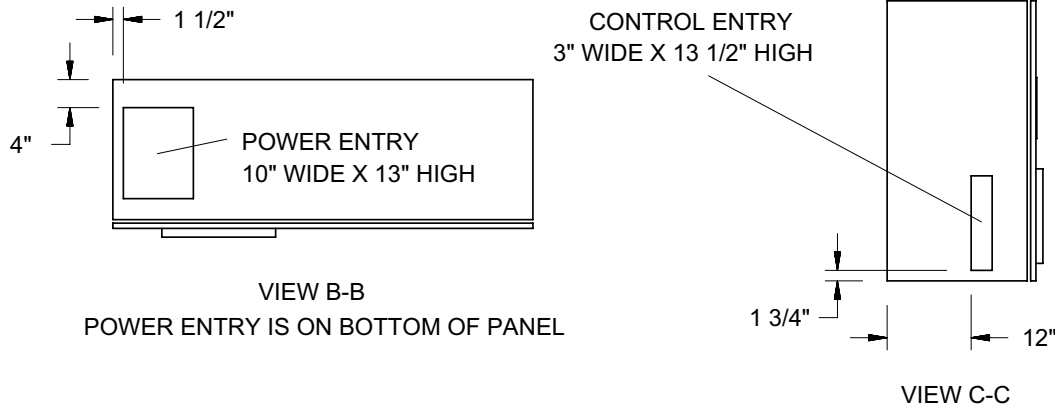 1 1/2"
4"
POWER ENTRY
10" WIDE X 13" HIGH
VIEW B-B
POWER ENTRY IS ON BOTTOM OF PANEL
CONTROL ENTRY
3" WIDE X 13 1/2" HIGH
1 3/4"
12"
VIEW C-C